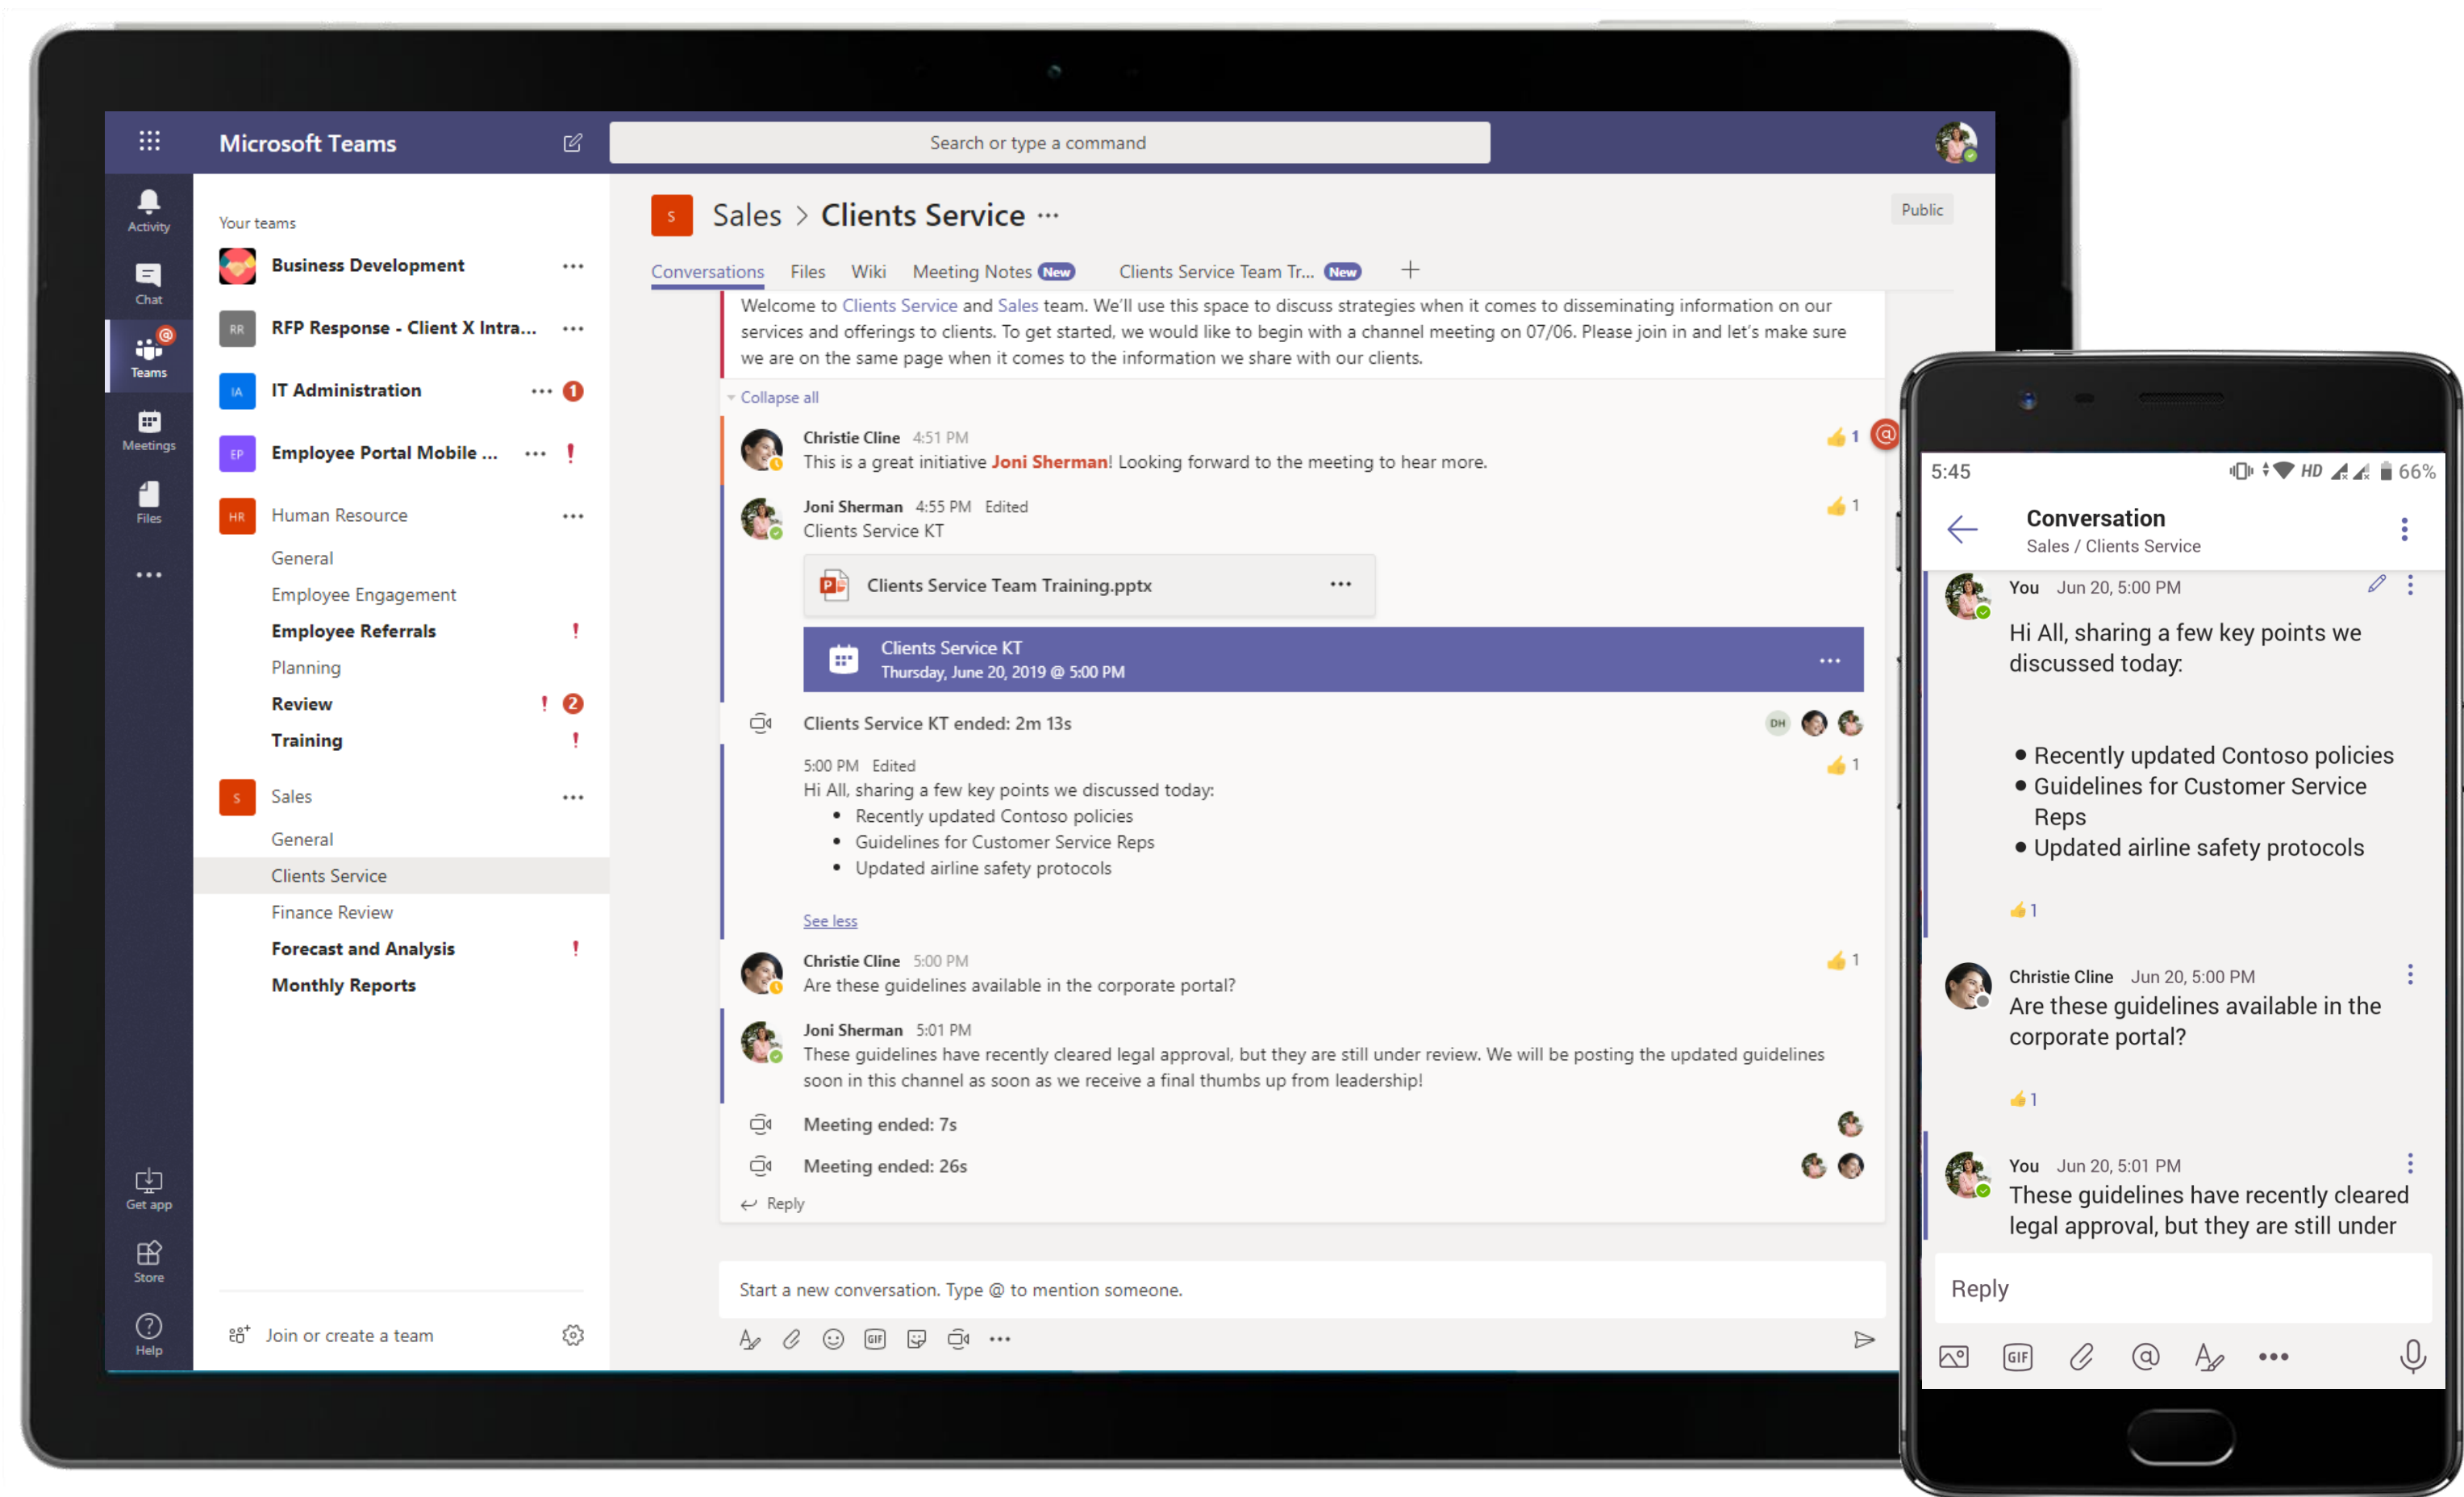 Microsoft Teams
Search or type a command
Activity
Chat
@
Teams
Meetings
Files
Get app
Store
Help
Your teams
Business Development
RR
RFP Response - Client X Intra...
IA
IT Administration
1
EP
Employee Portal Mobile ...
!
HR
Human Resource
General
Employee Engagement
Employee Referrals !
Planning
Review ! 2
Training !
S
Sales
General
Clients Service
Finance Review
Forecast and Analysis !
Monthly Reports
Join or create a team
S
Sales > Clients Service ...
Public
Conversations Files Wiki Meeting Notes New Clients Service Team Tr... New +
Welcome to Clients Service and Sales team. We'll use this space to discuss strategies when it comes to disseminating information on our
services and offerings to clients. To get started, we would like to begin with a channel meeting on 07/06. Please join in and let's make sure
we are on the same page when it comes to the information we share with our clients.
Collapse all
Christie Cline 4:51 PM
1 @
This is a great initiative Joni Sherman! Looking forward to the meeting to hear more.
Joni Sherman 4:55 PM Edited
1
Clients Service KT
P
Clients Service Team Training.pptx
Clients Service KT
Thursday, June 20, 2019 @ 5:00 PM
Clients Service KT ended: 2m 13s
DH
5:00 PM Edited
1
Hi All, sharing a few key points we discussed today:
• Recently updated Contoso policies
• Guidelines for Customer Service Reps
• Updated airline safety protocols
See less
Christie Cline 5:00 PM
1
Are these guidelines available in the corporate portal?
Joni Sherman 5:01 PM
These guidelines have recently cleared legal approval, but they are still under review. We will be posting the updated guidelines
soon in this channel as soon as we receive a final thumbs up from leadership!
Meeting ended: 7s
Meeting ended: 26s
Reply
Start a new conversation. Type @ to mention someone.
GIF
5:45
HD 66%
Conversation
Sales / Clients Service
You Jun 20, 5:00 PM
Hi All, sharing a few key points we
discussed today:
• Recently updated Contoso policies
• Guidelines for Customer Service
Reps
• Updated airline safety protocols
1
Christie Cline Jun 20, 5:00 PM
Are these guidelines available in the
corporate portal?
1
You Jun 20, 5:01 PM
These guidelines have recently cleared
legal approval, but they are still under
Reply
GIF @